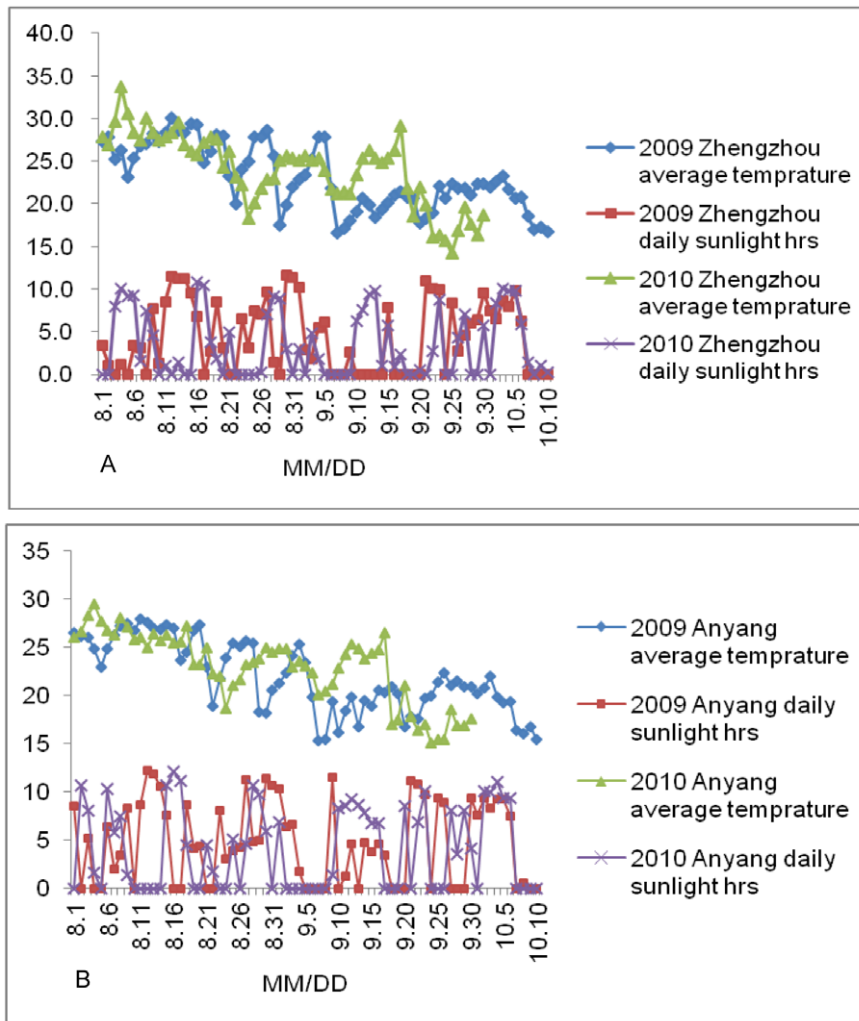 40.0
35.0
30.0
25.0
20.0
15.0
10.0
5.0
0.0
8.1
8.6
8.11
8.16
8.21
8.26
8.31
9.5
9.10
9.15
9.20
9.25
9.30
10.5
10.10
A
MM/DD
2009 Zhengzhou
average temprature
2009 Zhengzhou
daily sunlight hrs
2010 Zhengzhou
average temprature
2010 Zhengzhou
daily sunlight hrs
35
30
25
20
15
10
5
0
8.1
8.6
8.11
8.16
8.21
8.26
8.31
9.5
9.10
9.15
9.20
9.25
9.30
10.5
10.10
B
MM/DD
2009 Anyang
average temprature
2009 Anyang daily
sunlight hrs
2010 Anyang
average temprature
2010 Anyang daily
sunlight hrs